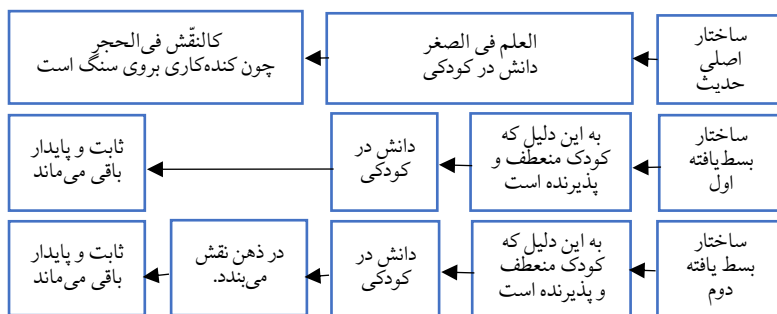 ساختار
اصلی
حدیث
العلم فی الصغر
دانش در کودکی
کالنقّش فی‌الحجر
چون کنده‌کاری بروی سنگ است
ساختار
بسط‌یافته
اول
به این دلیل که
کودک منعطف و
پذیرنده است
دانش در
کودکی
ثابت و پایدار
باقی می‌ماند
ساختار
بسط یافته
دوم
به این دلیل که
کودک منعطف
و پذیرنده است
دانش در
کودکی
در ذهن نقش
می‌بندد.
ثابت و پایدار
باقی می‌ماند